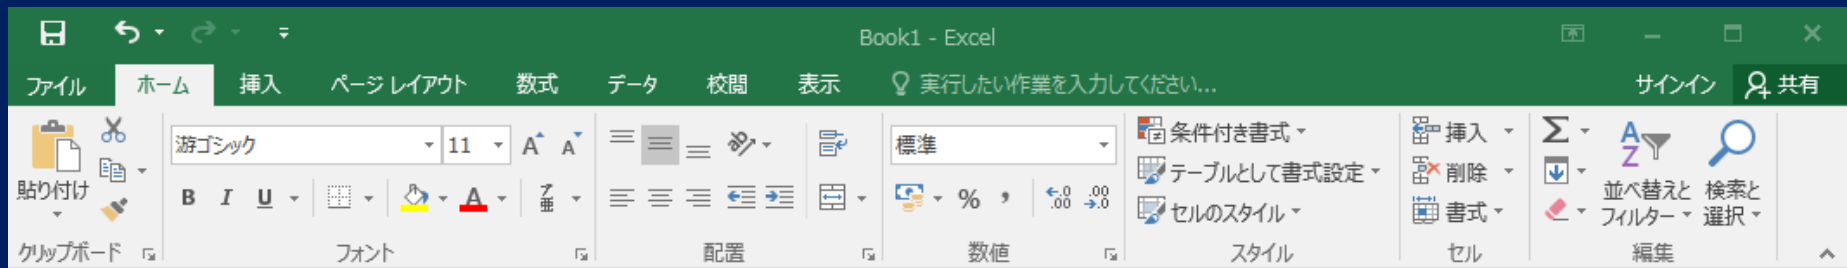 Book1 - Excel
ファイル ホーム 挿入 ページ レイアウト 数式 データ 校閲 表示 実行したい作業を入力してください... サインイン 共有
貼り付け
クリップボード
游ゴシック 11 A A
B I U A
フォント
配置
標準
% , .0 .00 .00 .0
数値
条件付き書式
テーブルとして書式設定
セルのスタイル
スタイル
挿入
削除
書式
セル
Σ
並べ替えと
フィルター
検索と
選択
編集